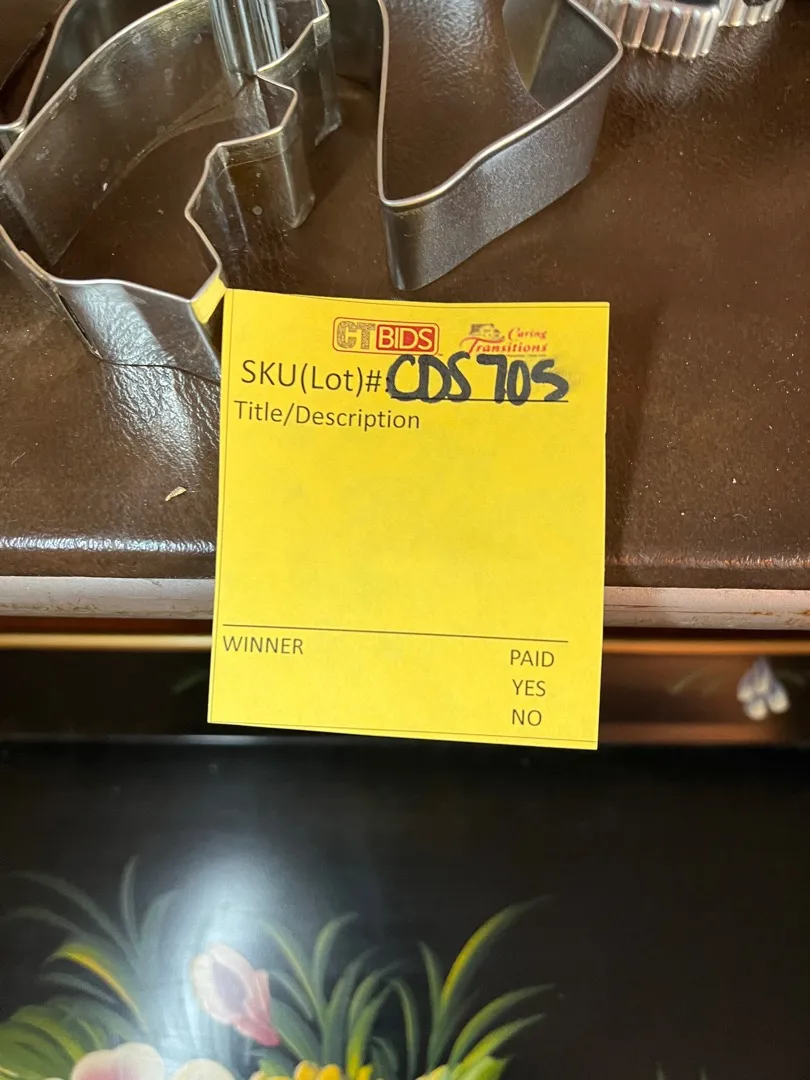 CTBIDS
Caring
Transitions
SKU(Lot)#: CDS 705
Title/Description
WINNER
PAID
YES
NO